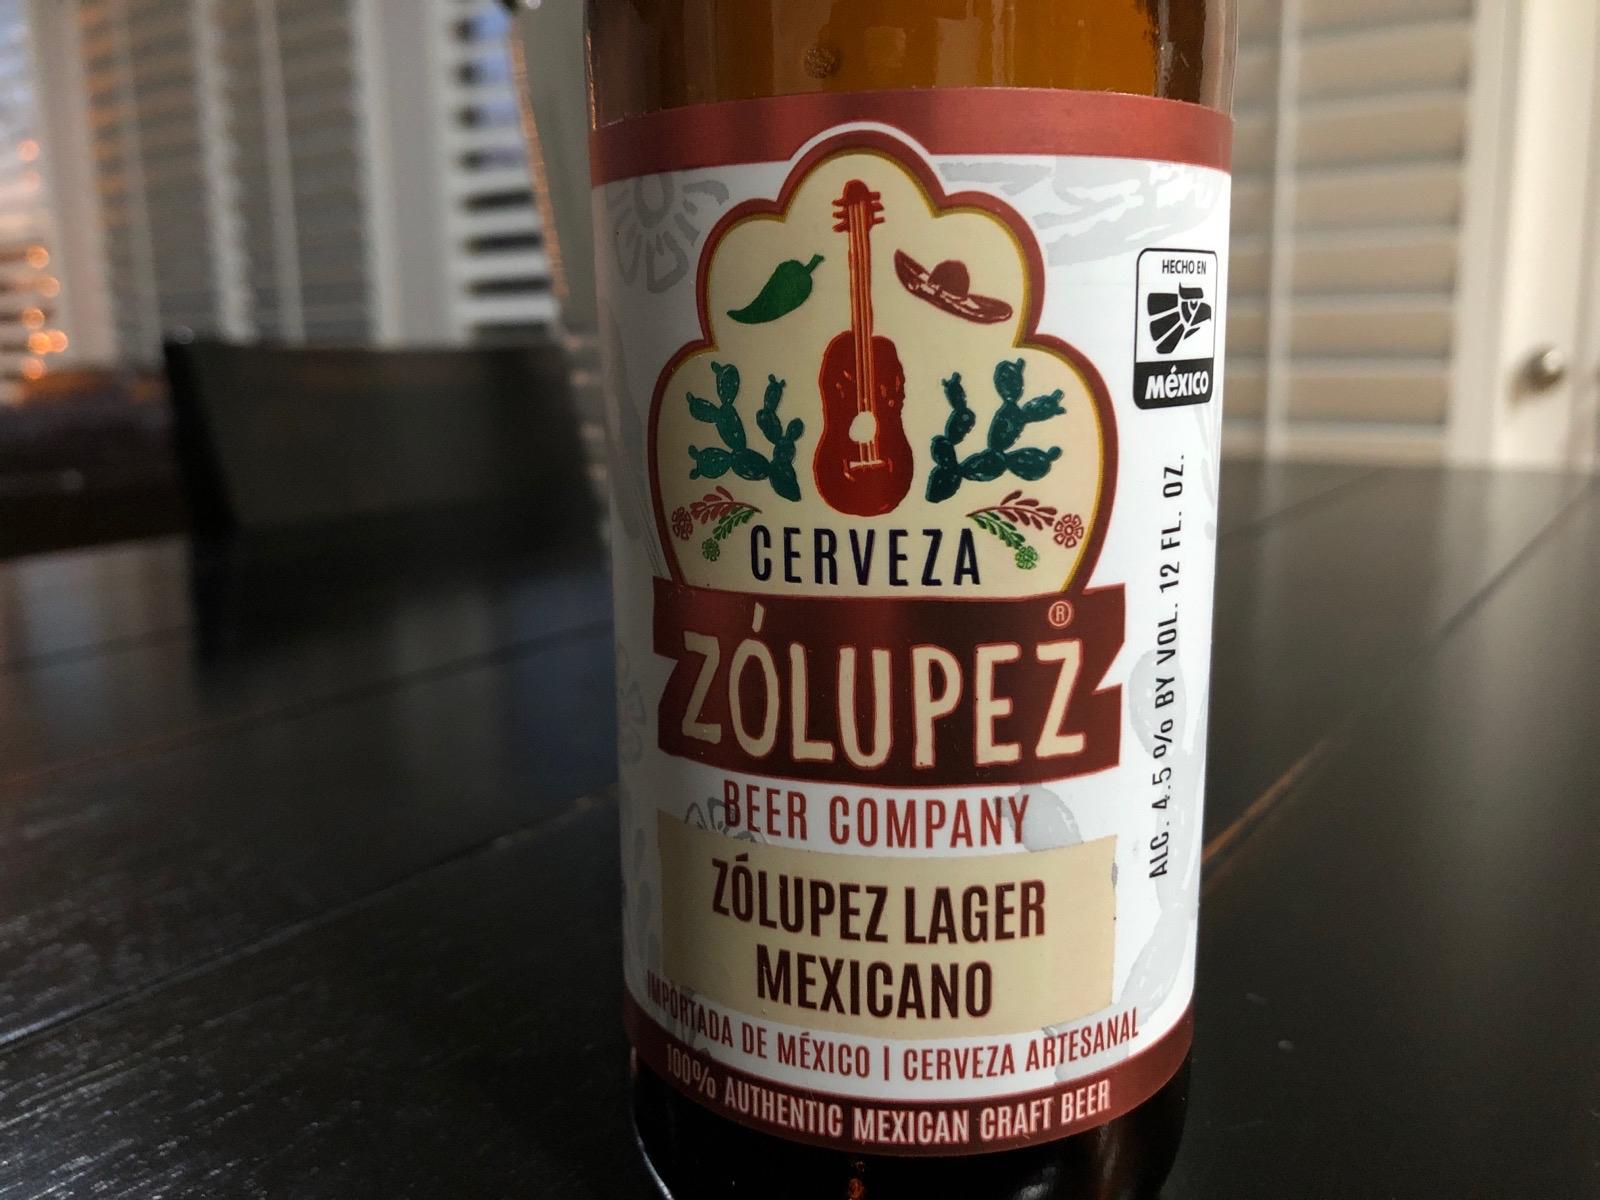 HECHO EN
MÉXICO
CERVEZA
ZÓLUPEZ®
BEER COMPANY
ZÓLUPEZ LAGER
MEXICANO
IMPORTADA DE MÉXICO | CERVEZA ARTESANAL
100% AUTHENTIC MEXICAN CRAFT BEER
ALC. 4.5 % BY VOL. 12 FL. OZ.